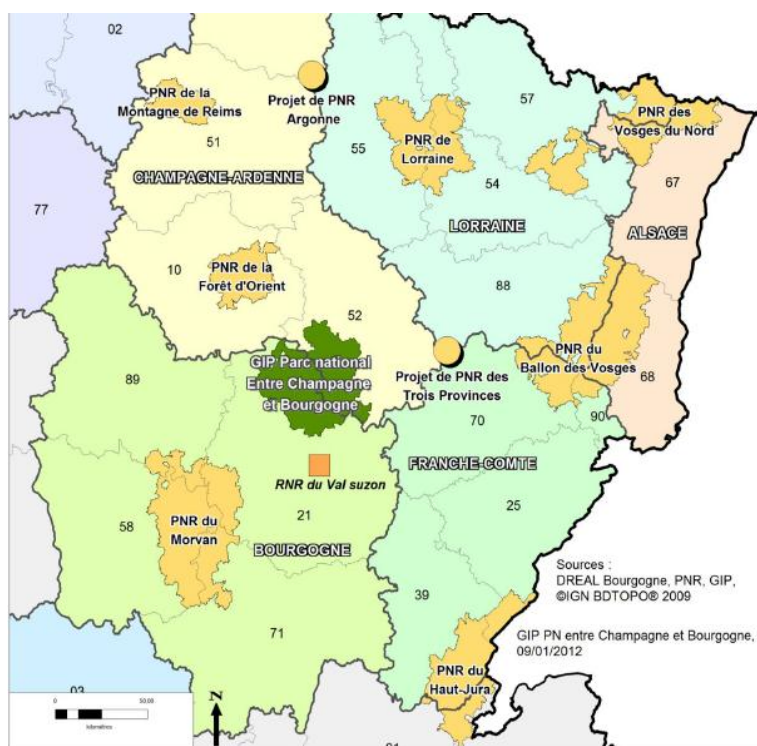 02
PNR de la
Montagne de Reims
51
Projet de PNR
Argonne
57
PNR des
Vosges du Nord
55
PNR de
Lorraine
CHAMPAGNE-ARDENNE
54
67
77
LORRAINE
ALSACE
10
PNR de la
Forêt d'Orient
88
52
GIP Parc national
Entre Champagne
et Bourgogne
PNR du
Ballon des Vosges
89
Projet de PNR des
Trois Provinces
68
70
90
FRANCHE-COMTE
RNR du Val suzon
58
PNR du
Morvan
21
25
BOURGOGNE
39
Sources :
DREAL Bourgogne, PNR, GIP,
©IGN BDTOPO® 2009
71
GIP PN entre Champagne et Bourgogne,
09/01/2012
PNR du
Haut-Jura
03
0
50,00
kilomètres
N